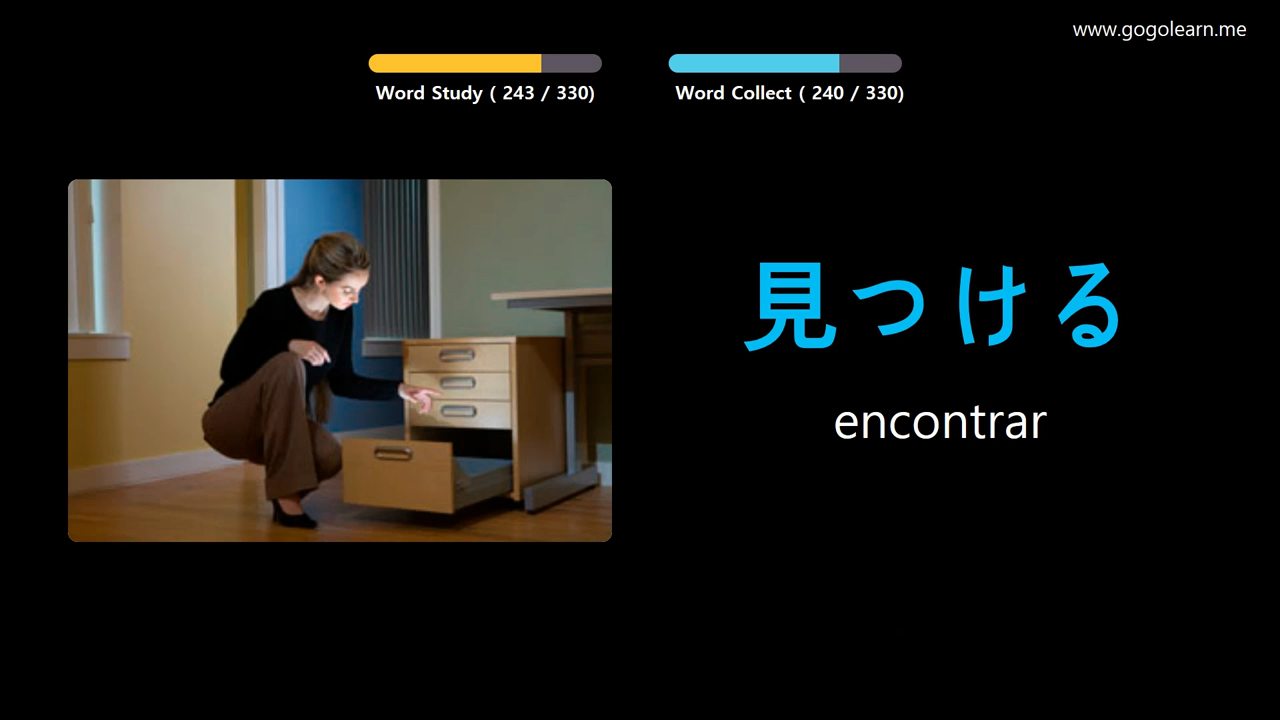 www.gogolearn.me
Word Study ( 243 / 330)
Word Collect ( 240 / 330)
見つける
encontrar